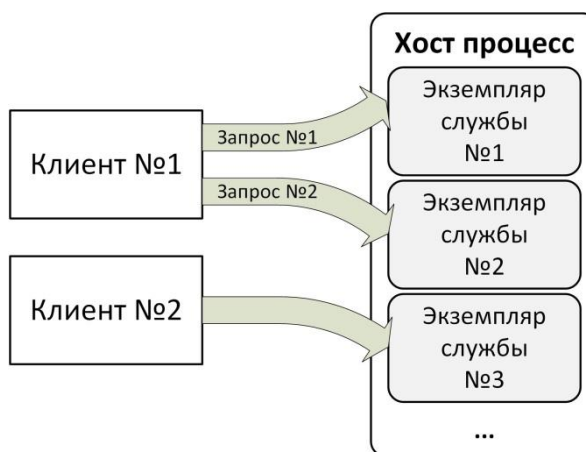 Хост процесс
Экземпляр
службы
№1
Клиент №1
Запрос №1
Запрос №2
Экземпляр
службы
№2
Клиент №2
Экземпляр
службы
№3
...